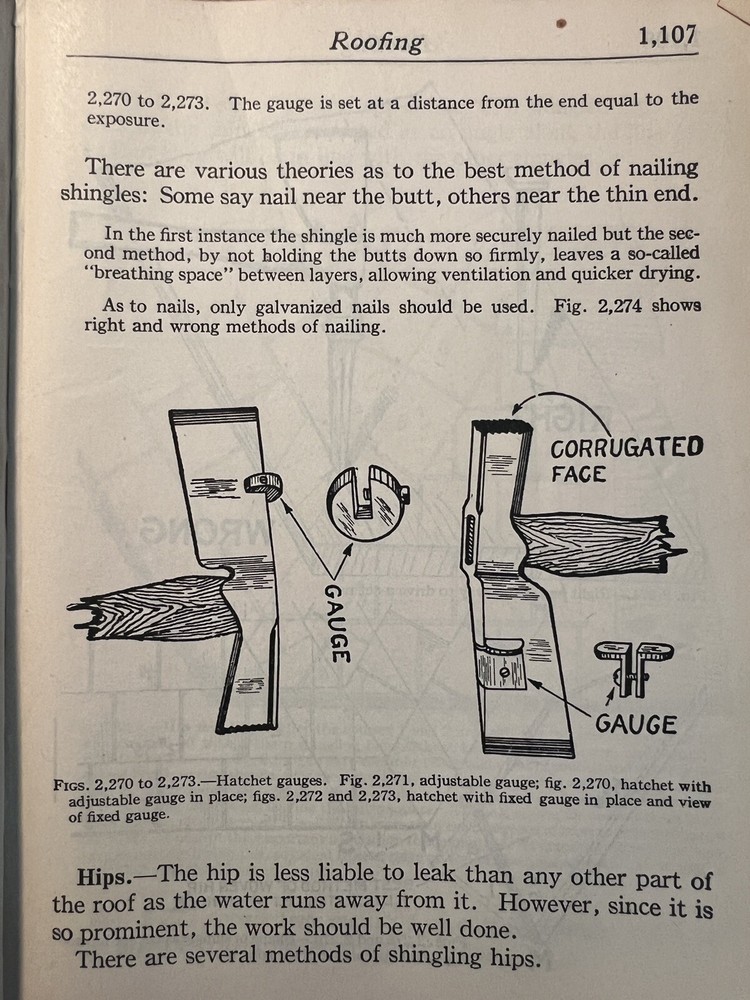 Roofing 1,107
2,270 to 2,273. The gauge is set at a distance from the end equal to the
exposure.
There are various theories as to the best method of nailing
shingles: Some say nail near the butt, others near the thin end.
In the first instance the shingle is much more securely nailed but the sec-
ond method, by not holding the butts down so firmly, leaves a so-called
"breathing space" between layers, allowing ventilation and quicker drying.
As to nails, only galvanized nails should be used. Fig. 2,274 shows
right and wrong methods of nailing.
CORRUGATED
FACE
GAUGE
GAUGE
FIGS. 2,270 to 2,273.—Hatchet gauges. Fig. 2,271, adjustable gauge; fig. 2,270, hatchet with
adjustable gauge in place; figs. 2,272 and 2,273, hatchet with fixed gauge in place and view
of fixed gauge.
Hips.—The hip is less liable to leak than any other part of
the roof as the water runs away from it. However, since it is
so prominent, the work should be well done.
There are several methods of shingling hips.